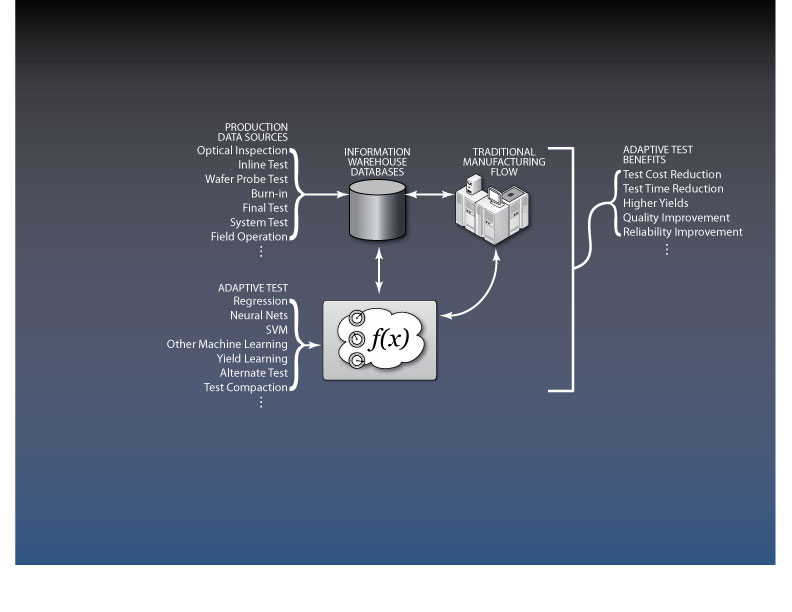 PRODUCTION
DATA SOURCES
Optical Inspection
Inline Test
Wafer Probe Test
Burn-in
Final Test
System Test
Field Operation
⋮
INFORMATION
WAREHOUSE
DATABASES
TRADITIONAL
MANUFACTURING
FLOW
ADAPTIVE TEST
BENEFITS
Test Cost Reduction
Test Time Reduction
Higher Yields
Quality Improvement
Reliability Improvement
⋮
ADAPTIVE TEST
Regression
Neural Nets
SVM
Other Machine Learning
Yield Learning
Alternate Test
Test Compaction
⋮
f(x)